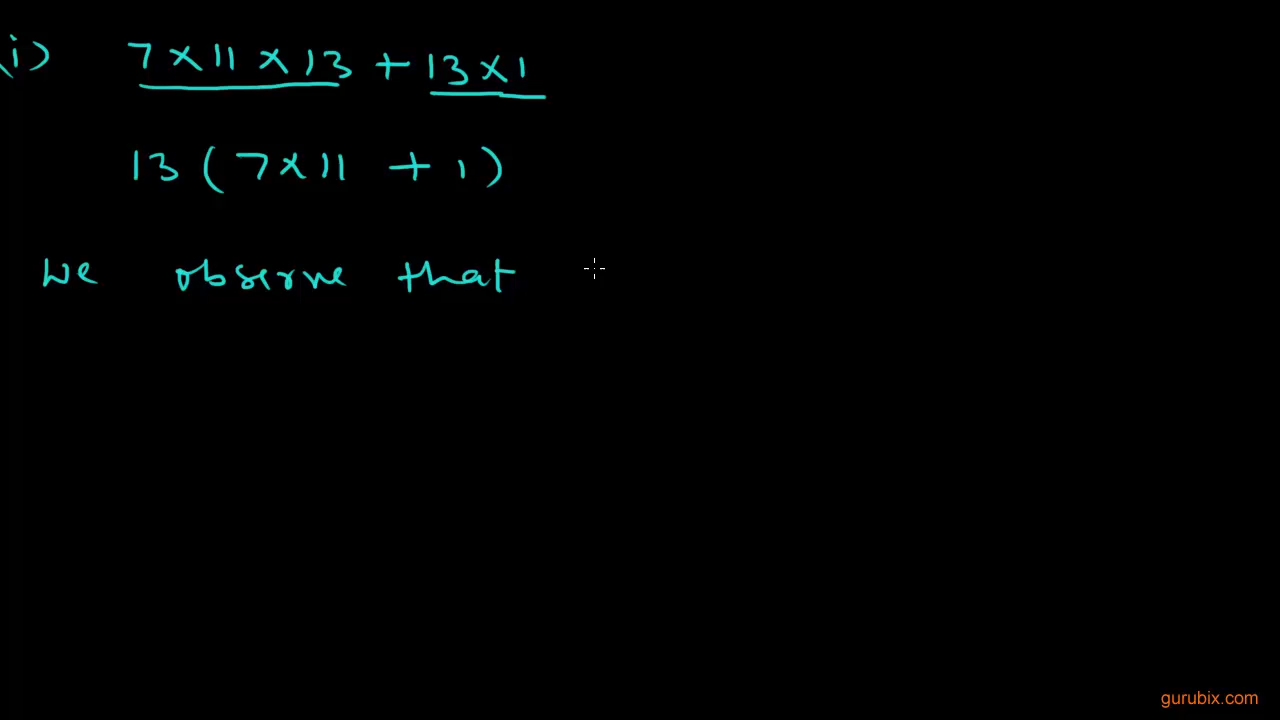 (i) 7 × 11 × 13 + 13 × 1
13 ( 7 × 11 + 1 )
We observe that
gurubix.com